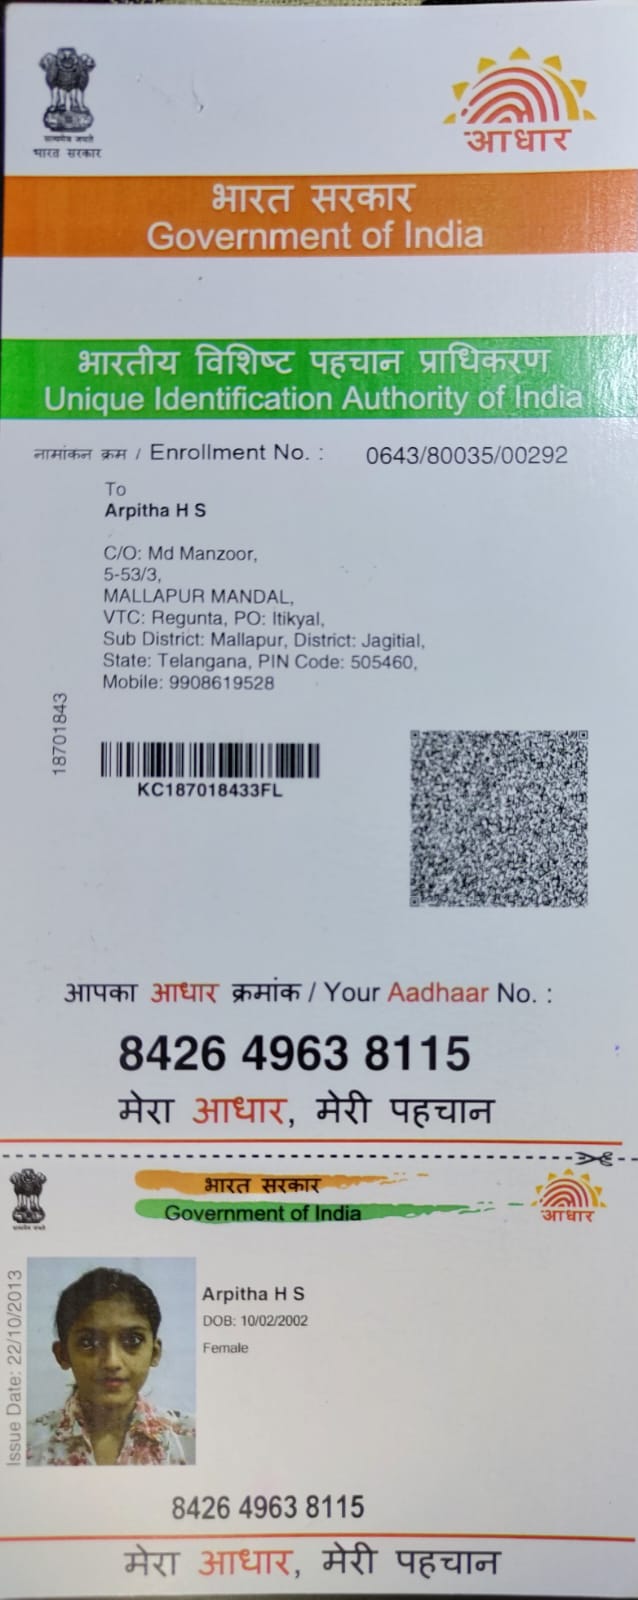 सत्यमेव जयते
भारत सरकार
आधार
भारत सरकार
Government of India
भारतीय विशिष्ट पहचान प्राधिकरण
Unique Identification Authority of India
नामांकन क्रम / Enrollment No. : 0643/80035/00292
To
Arpitha H S
C/O: Md Manzoor,
5-53/3,
MALLAPUR MANDAL,
VTC: Regunta, PO: Itikyal,
Sub District: Mallapur, District: Jagitial,
State: Telangana, PIN Code: 505460,
Mobile: 9908619528
18701843
KC187018433FL
आपका आधार क्रमांक / Your Aadhaar No. :
8426 4963 8115
मेरा आधार, मेरी पहचान
भारत सरकार
Government of India
सत्यमेव जयते
आधार
Issue Date: 22/10/2013
Arpitha H S
DOB: 10/02/2002
Female
8426 4963 8115
मेरा आधार, मेरी पहचान